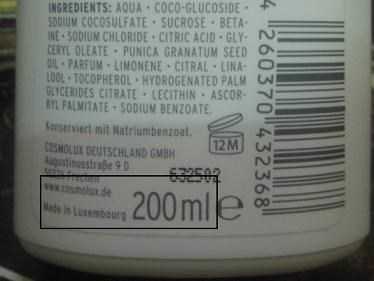 INGREDIENTS: AQUA • COCO-GLUCOSIDE •
SODIUM COCOSULFATE • SUCROSE • BETA-
INE • SODIUM CHLORIDE • CITRIC ACID • GLY-
CERYL OLEATE • PUNICA GRANATUM SEED
OIL • PARFUM • LIMONENE • CITRAL • LINA-
LOOL • TOCOPHEROL • HYDROGENATED PALM
GLYCERIDES CITRATE • LECITHIN • ASCOR-
BYL PALMITATE • SODIUM BENZOATE.
Konserviert mit Natriumbenzoat.
12M
COSMOLUX DEUTSCHLAND GMBH
Augustinusstraße 9 D
Frechen
632502
www.cosmolux.de
Made in Luxembourg 200ml e
4 260370 432368